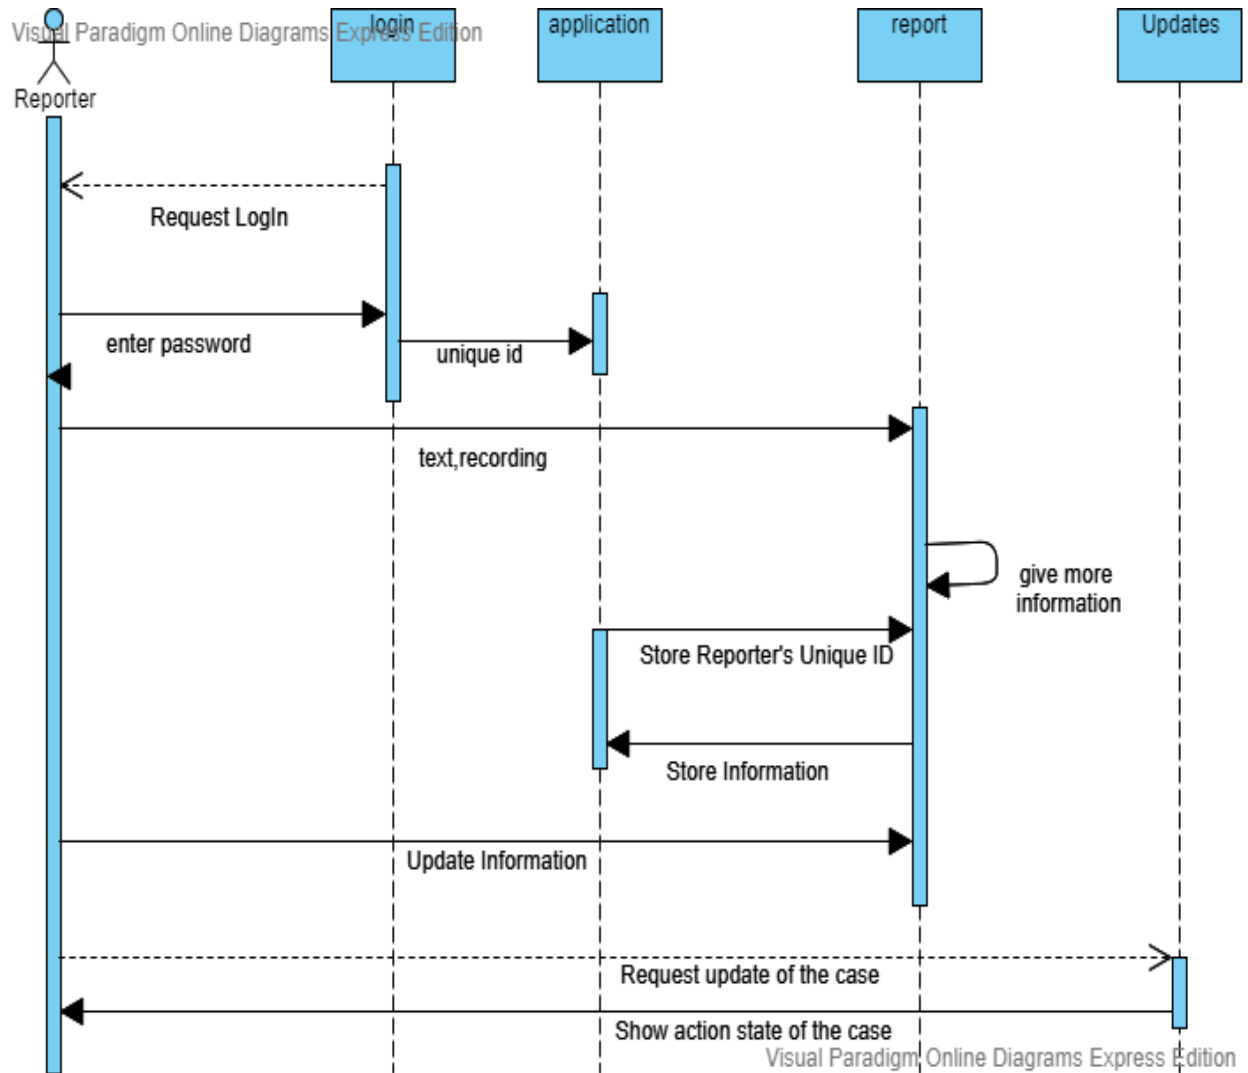 Visual Paradigm Online Diagrams Express Edition
login
application
report
Updates
Reporter
Request LogIn
enter password
unique id
text,recording
give more
information
Store Reporter's Unique ID
Store Information
Update Information
Request update of the case
Show action state of the case
Visual Paradigm Online Diagrams Express Edition